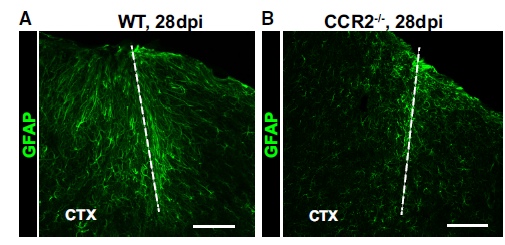 A
WT, 28dpi
GFAP
CTX
B
CCR2-/-, 28dpi
GFAP
CTX